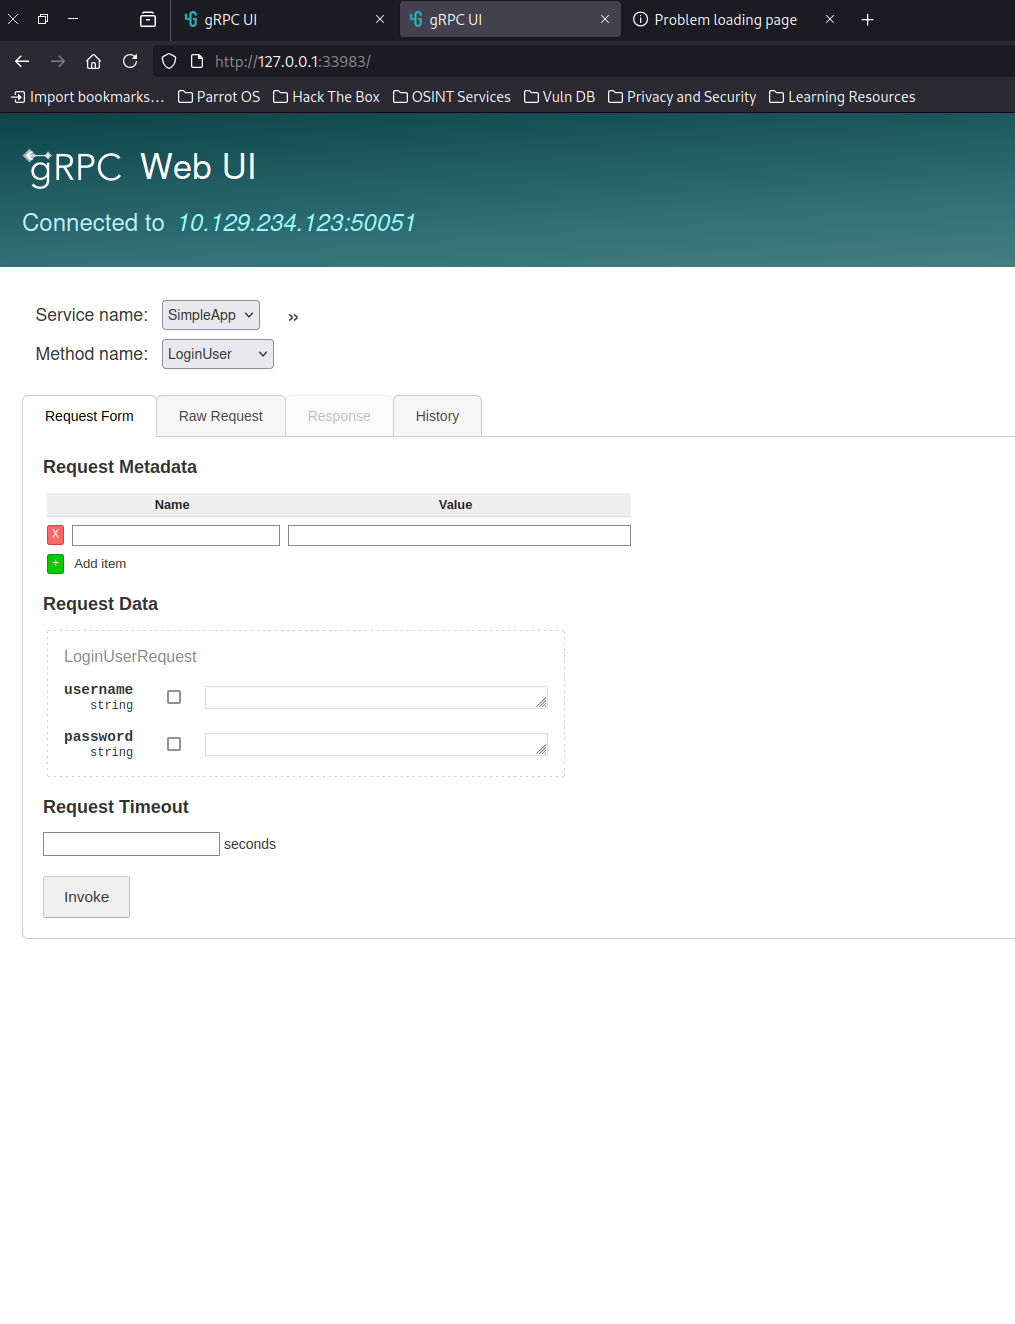 gRPC UI
gRPC UI
Problem loading page
http://127.0.0.1:33983/
Import bookmarks... Parrot OS Hack The Box OSINT Services Vuln DB Privacy and Security Learning Resources
gRPC Web UI
Connected to 10.129.234.123:50051
Service name: SimpleApp »
Method name: LoginUser
Request Form Raw Request Response History
Request Metadata
Name Value
X
+ Add item
Request Data
LoginUserRequest
username
string
password
string
Request Timeout
seconds
Invoke